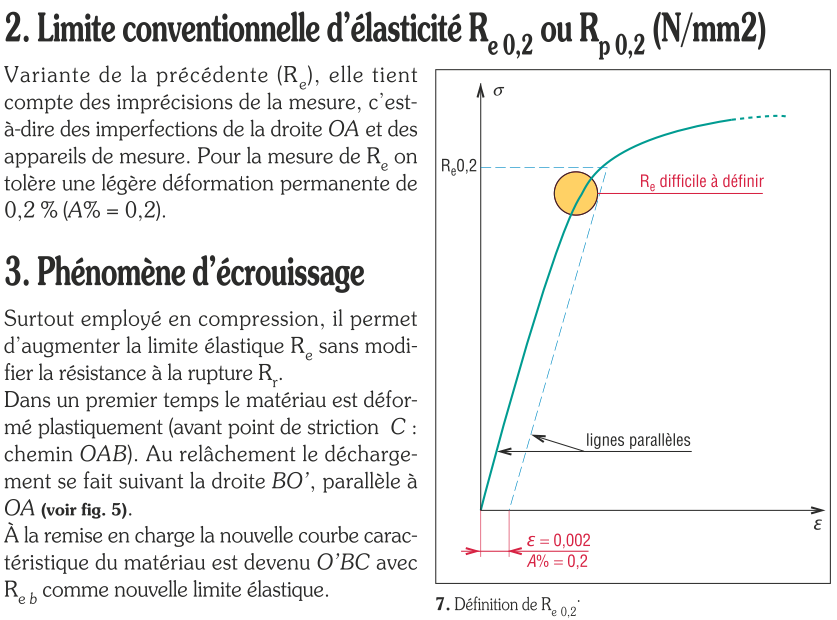 2. Limite conventionnelle d'élasticité Re 0,2 ou Rp 0,2 (N/mm2)
Variante de la précédente (Re), elle tient
compte des imprécisions de la mesure, c'est-
à-dire des imperfections de la droite OA et des
appareils de mesure. Pour la mesure de Re on
tolère une légère déformation permanente de
0,2 % (A% = 0,2).
3. Phénomène d'écrouissage
Surtout employé en compression, il permet
d'augmenter la limite élastique Re sans modi-
fier la résistance à la rupture Rr.
Dans un premier temps le matériau est défor-
mé plastiquement (avant point de striction C :
chemin OAB). Au relâchement le décharge-
ment se fait suivant la droite BO', parallèle à
OA (voir fig. 5).
À la remise en charge la nouvelle courbe carac-
téristique du matériau est devenu O'BC avec
Re b comme nouvelle limite élastique.
σ
Re0,2
Re difficile à définir
lignes parallèles
ε
ε = 0,002
A% = 0,2
7. Définition de Re 0,2.